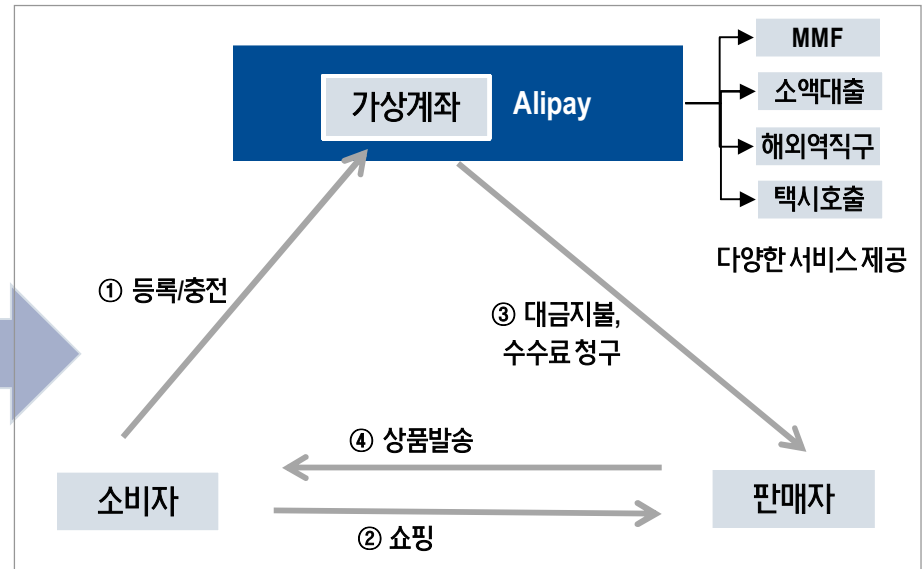 가상계좌
Alipay
MMF
소액대출
해외역직구
택시호출
다양한 서비스 제공
① 등록/충전
③ 대금지불,
수수료 청구
④ 상품발송
소비자
판매자
② 쇼핑